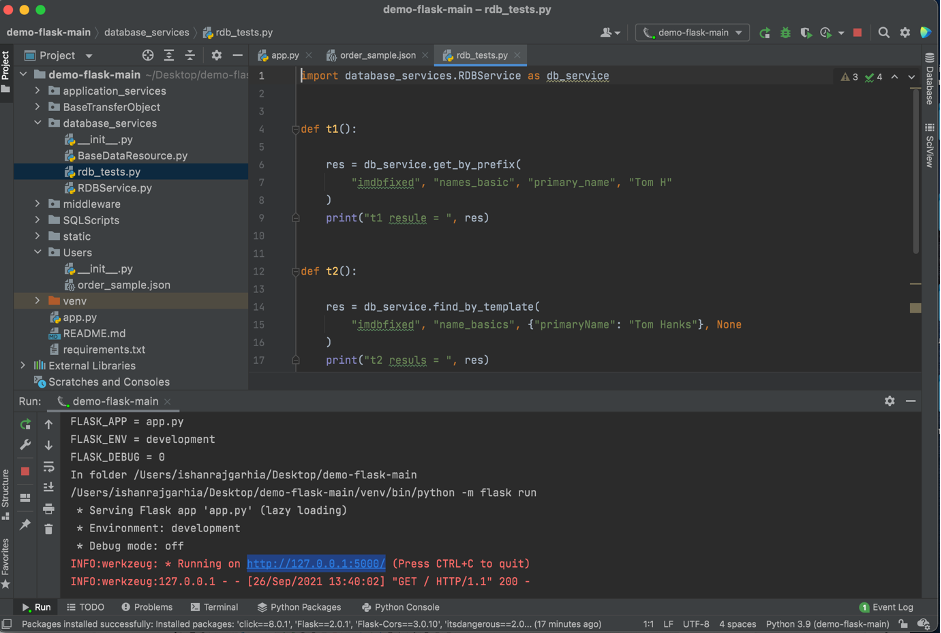 demo-flask-main – rdb_tests.py
demo-flask-main database_services rdb_tests.py
demo-flask-main
Project
app.py order_sample.json rdb_tests.py
Project
Structure
Favorites
Database
SciView
demo-flask-main ~/Desktop/demo-flas
application_services
BaseTransferObject
database_services
__init__.py
BaseDataResource.py
rdb_tests.py
RDBService.py
middleware
SQLScripts
static
Users
__init__.py
order_sample.json
venv
app.py
README.md
requirements.txt
External Libraries
Scratches and Consoles
3 4
1 import database_services.RDBService as db_service
2
3
4 def t1():
5
6 res = db_service.get_by_prefix(
7 "imdbfixed", "names_basic", "primary_name", "Tom H"
8 )
9 print("t1 resule = ", res)
10
11
12 def t2():
13
14 res = db_service.find_by_template(
15 "imdbfixed", "name_basics", {"primaryName": "Tom Hanks"}, None
16 )
17 print("t2 resuls = ", res)
Run: demo-flask-main
FLASK_APP = app.py
FLASK_ENV = development
FLASK_DEBUG = 0
In folder /Users/ishanrajgarhia/Desktop/demo-flask-main
/Users/ishanrajgarhia/Desktop/demo-flask-main/venv/bin/python -m flask run
* Serving Flask app 'app.py' (lazy loading)
* Environment: development
* Debug mode: off
INFO:werkzeug: * Running on http://127.0.0.1:5000/ (Press CTRL+C to quit)
INFO:werkzeug:127.0.0.1 - - [26/Sep/2021 13:40:02] "GET / HTTP/1.1" 200 -
Run TODO Problems Terminal Python Packages Python Console 1 Event Log
Packages installed successfully: Installed packages: 'click==8.0.1', 'Flask==2.0.1', 'Flask-Cors==3.0.10', 'itsdangerous==2.0... (17 minutes ago) 1:1 LF UTF-8 4 spaces Python 3.9 (demo-flask-main)